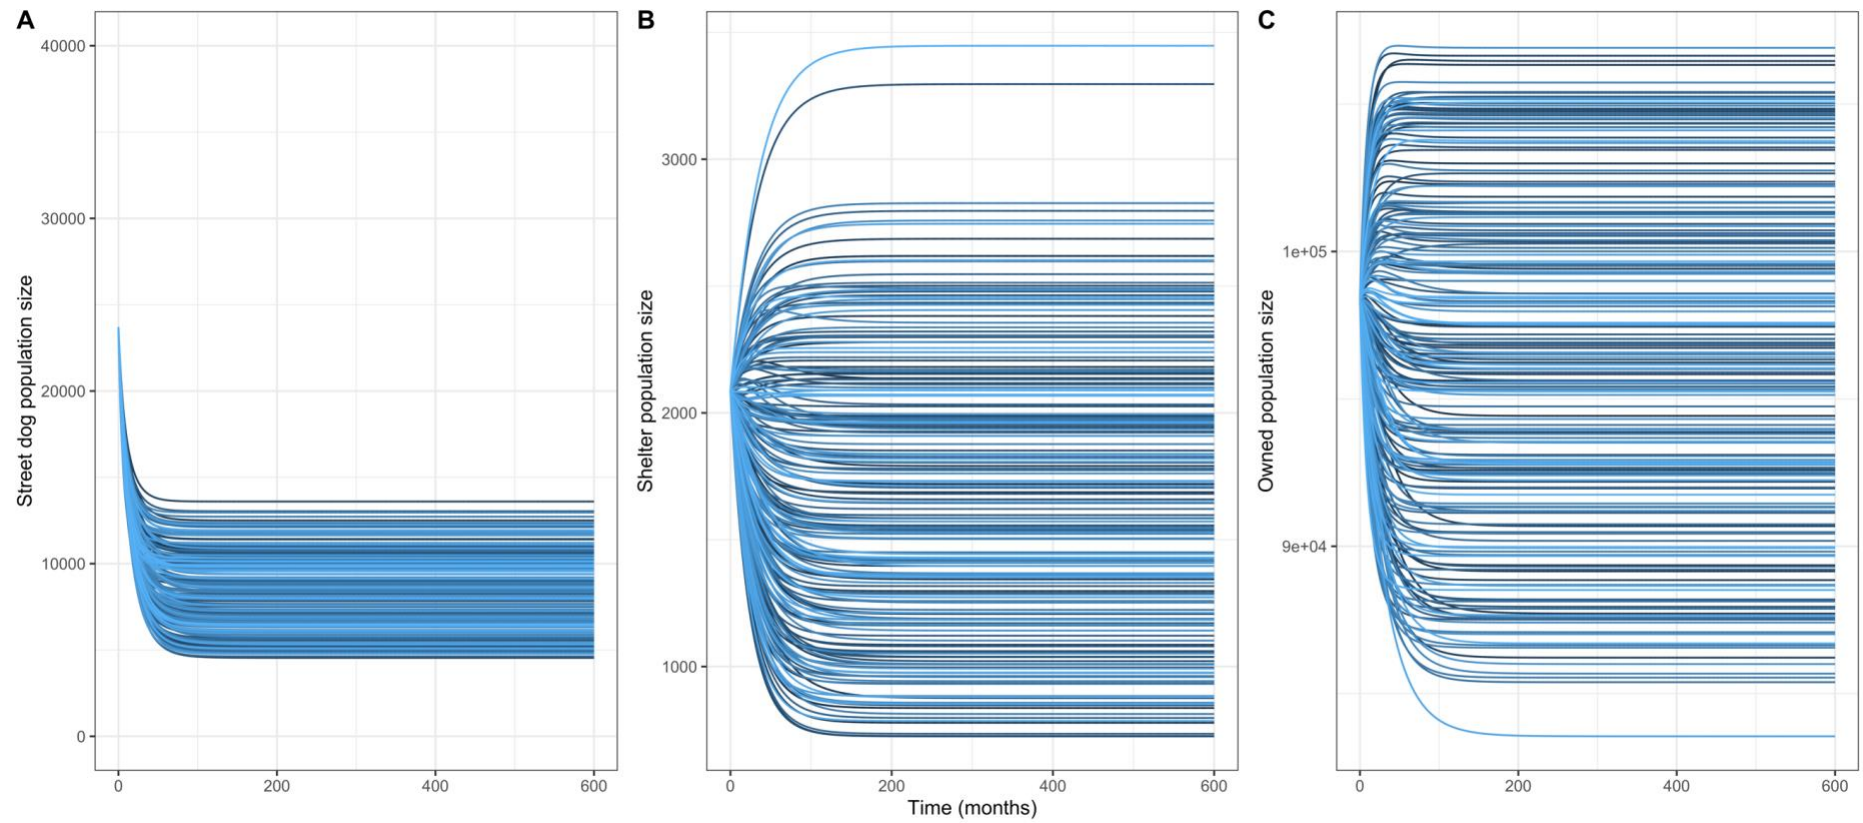 A
B
C
Street dog population size
40000
30000
20000
10000
0
0
200
400
600
Shelter population size
3000
2000
1000
0
200
400
600
Time (months)
Owned population size
1e+05
9e+04
0
200
400
600